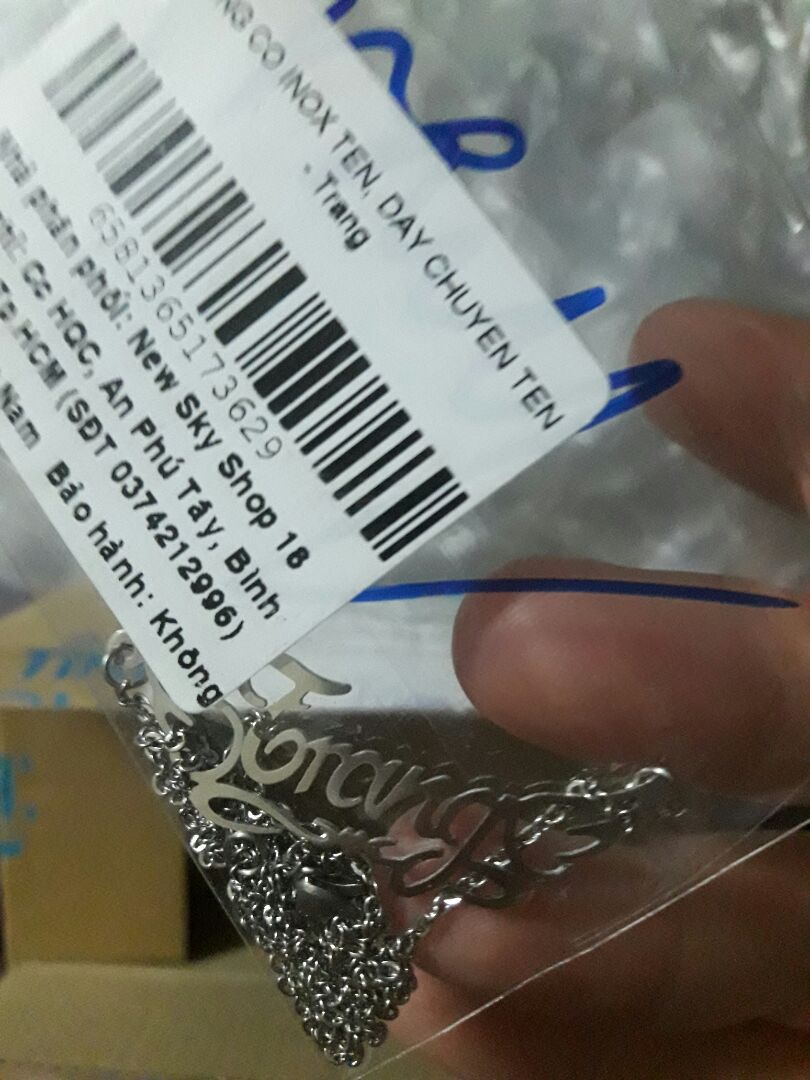 NG CO INOX TEN, DAY CHUYEN TEN
- Trang
6581365173629
Nhà phân phối: New Sky Shop 18
Cc HQC, An Phú Tây, Bình
Tp HCM (SĐT 0374212996)
Nam Bảo hành: Không
Trang